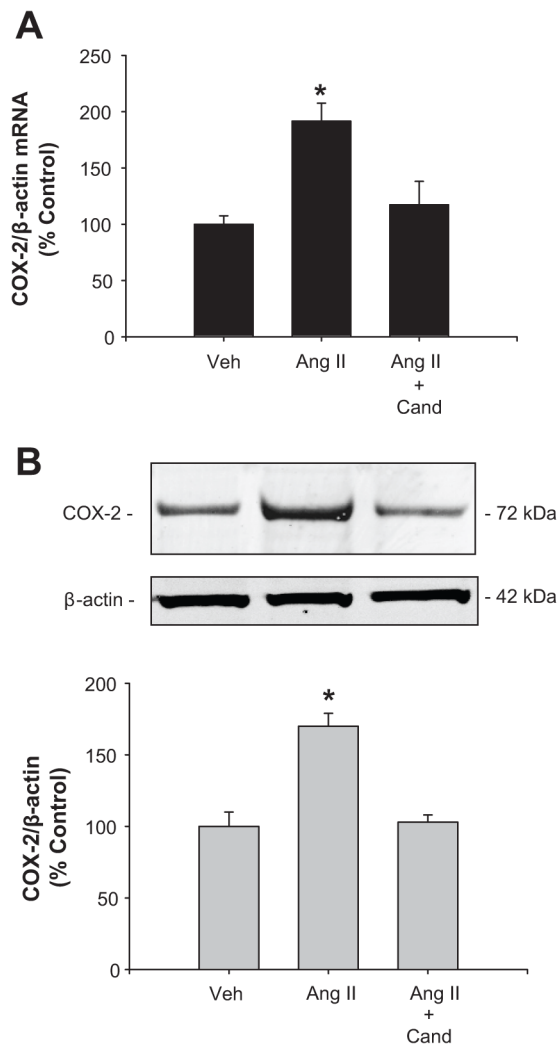 A
COX-2/β-actin mRNA
(% Control)
250
200
150
100
50
0
*
Veh
Ang II
Ang II
+
Cand
B
COX-2 -
- 72 kDa
β-actin -
- 42 kDa
COX-2/β-actin
(% Control)
200
150
100
50
0
*
Veh
Ang II
Ang II
+
Cand